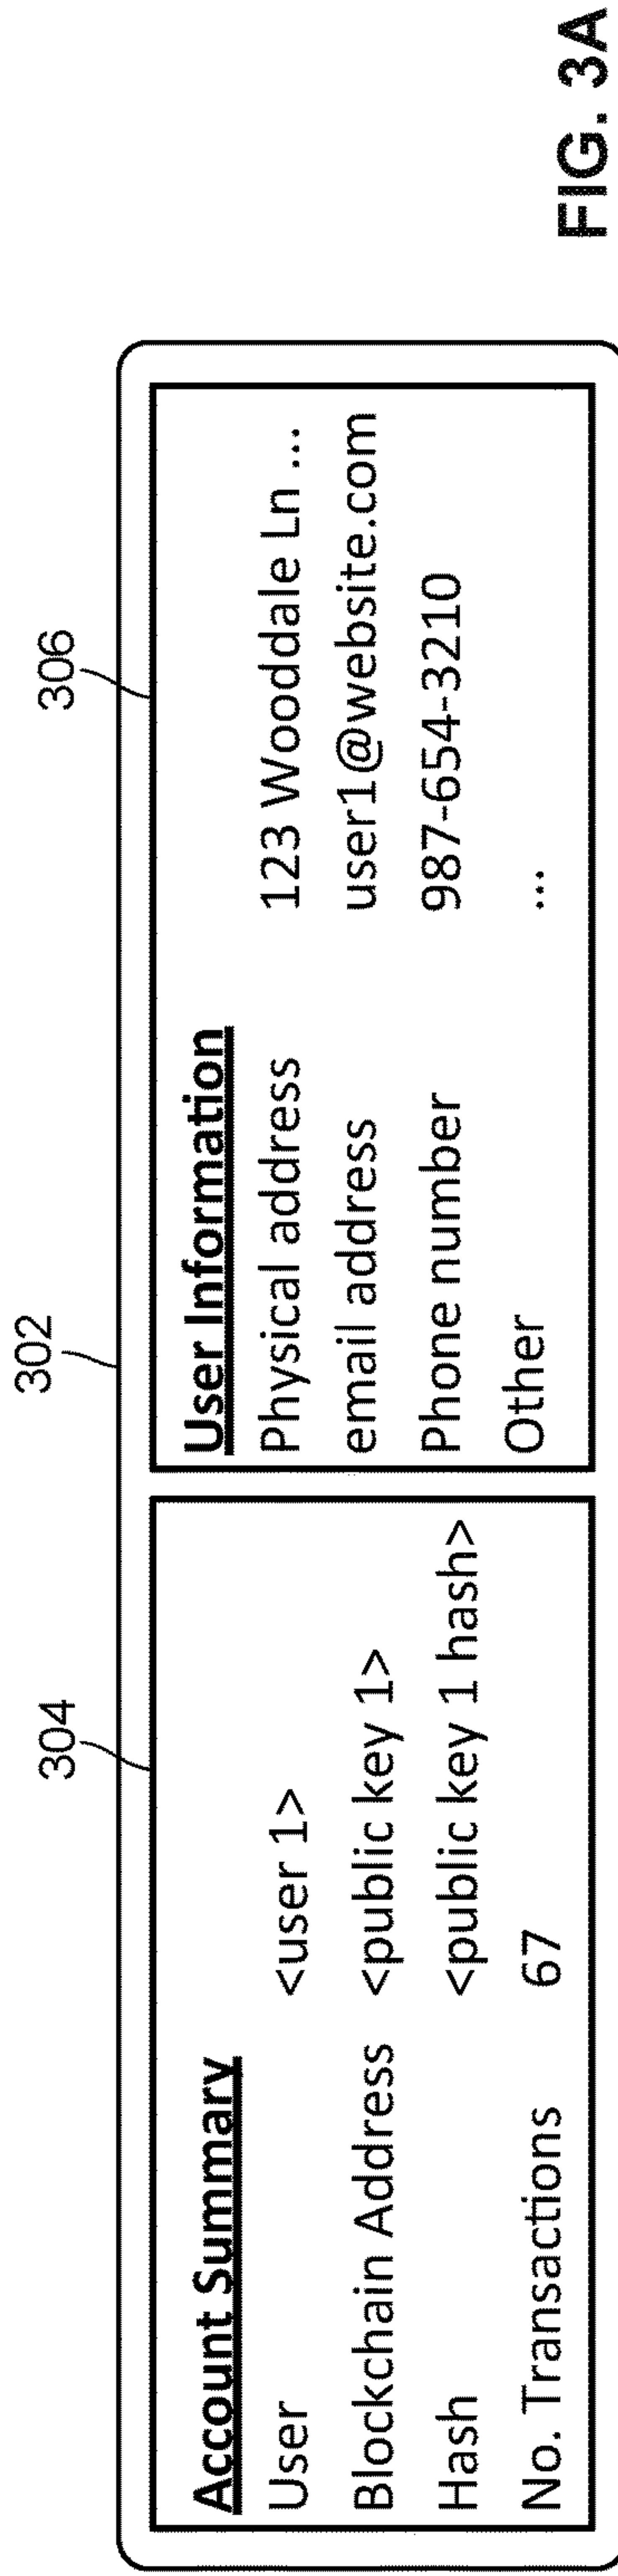 302
304
Account Summary
User <user 1>
Blockchain Address <public key 1>
Hash <public key 1 hash>
No. Transactions 67
306
User Information
Physical address 123 Wooddale Ln ...
email address user1@website.com
Phone number 987-654-3210
Other ...
FIG. 3A